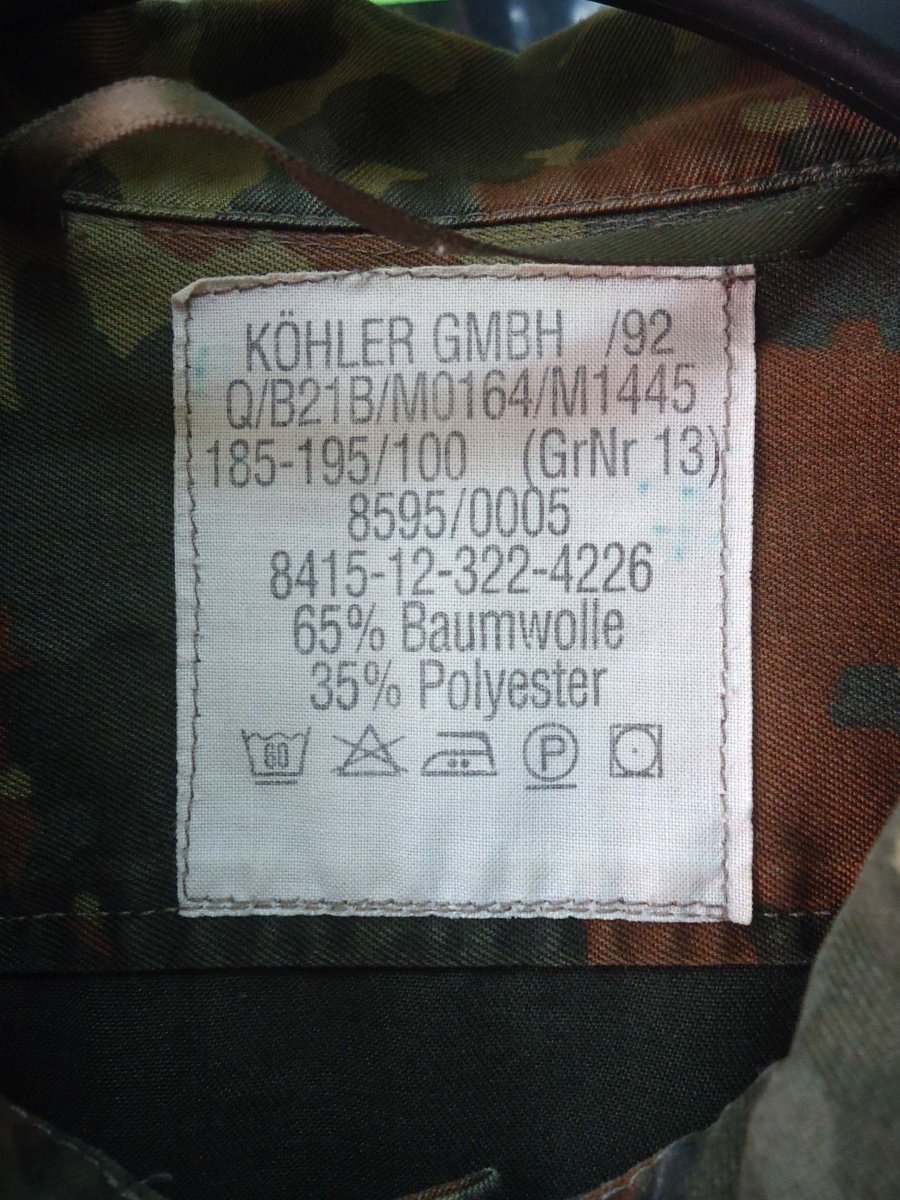 KÖHLER GMBH /92
Q/B21B/M0164/M1445
185-195/100 (GrNr 13)
8595/0005
8415-12-322-4226
65% Baumwolle
35% Polyester
60 P